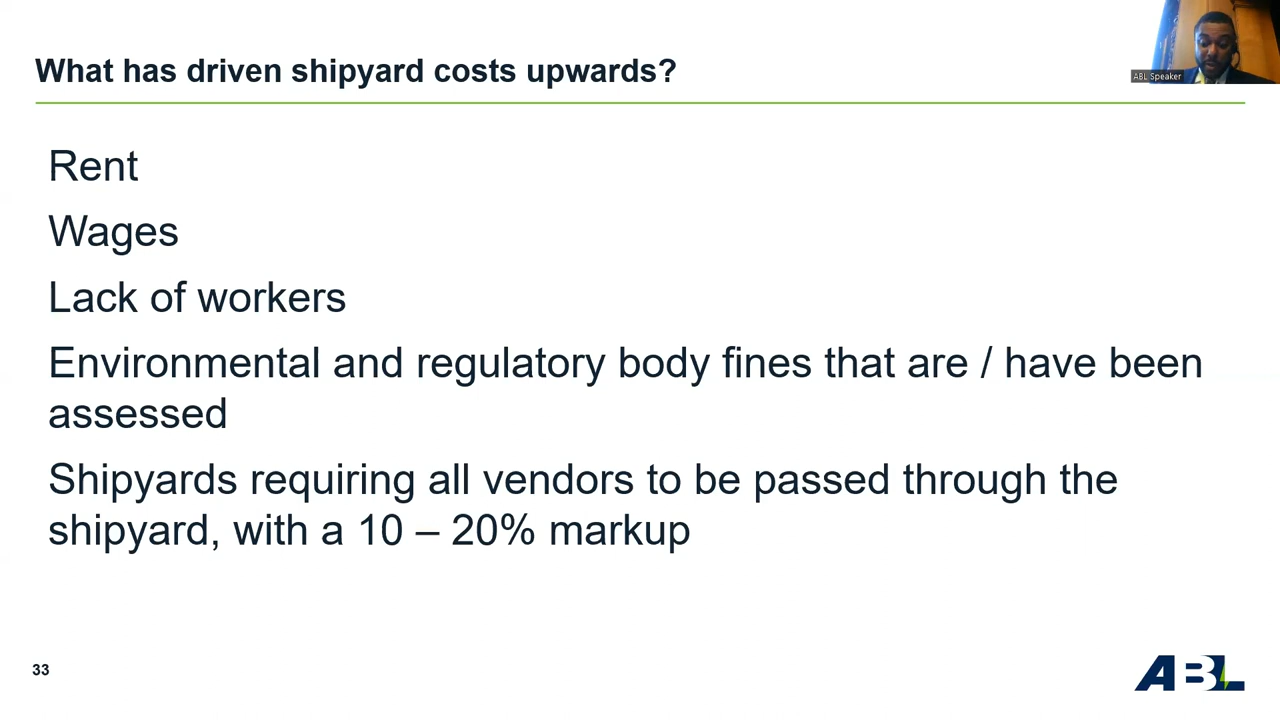 What has driven shipyard costs upwards?
ABL Speaker
Rent
Wages
Lack of workers
Environmental and regulatory body fines that are / have been
assessed
Shipyards requiring all vendors to be passed through the
shipyard, with a 10 – 20% markup
33
ABL